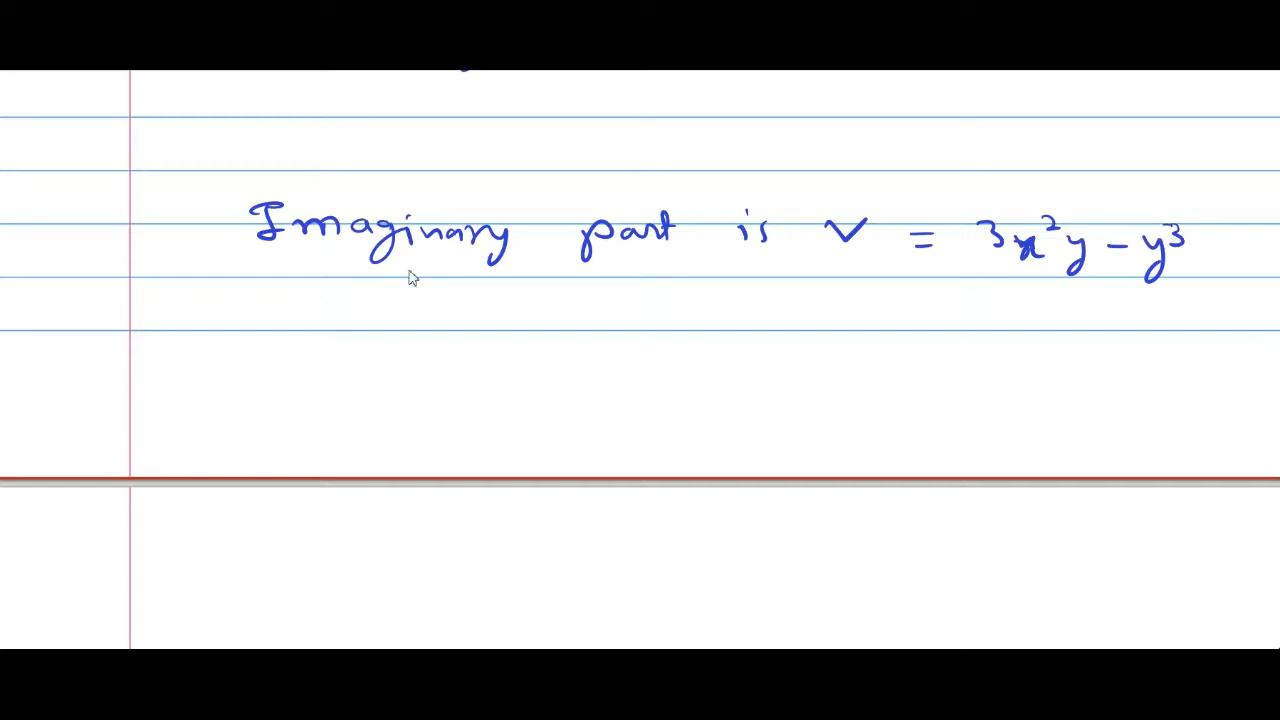 Imaginary part is v = 3x²y - y³